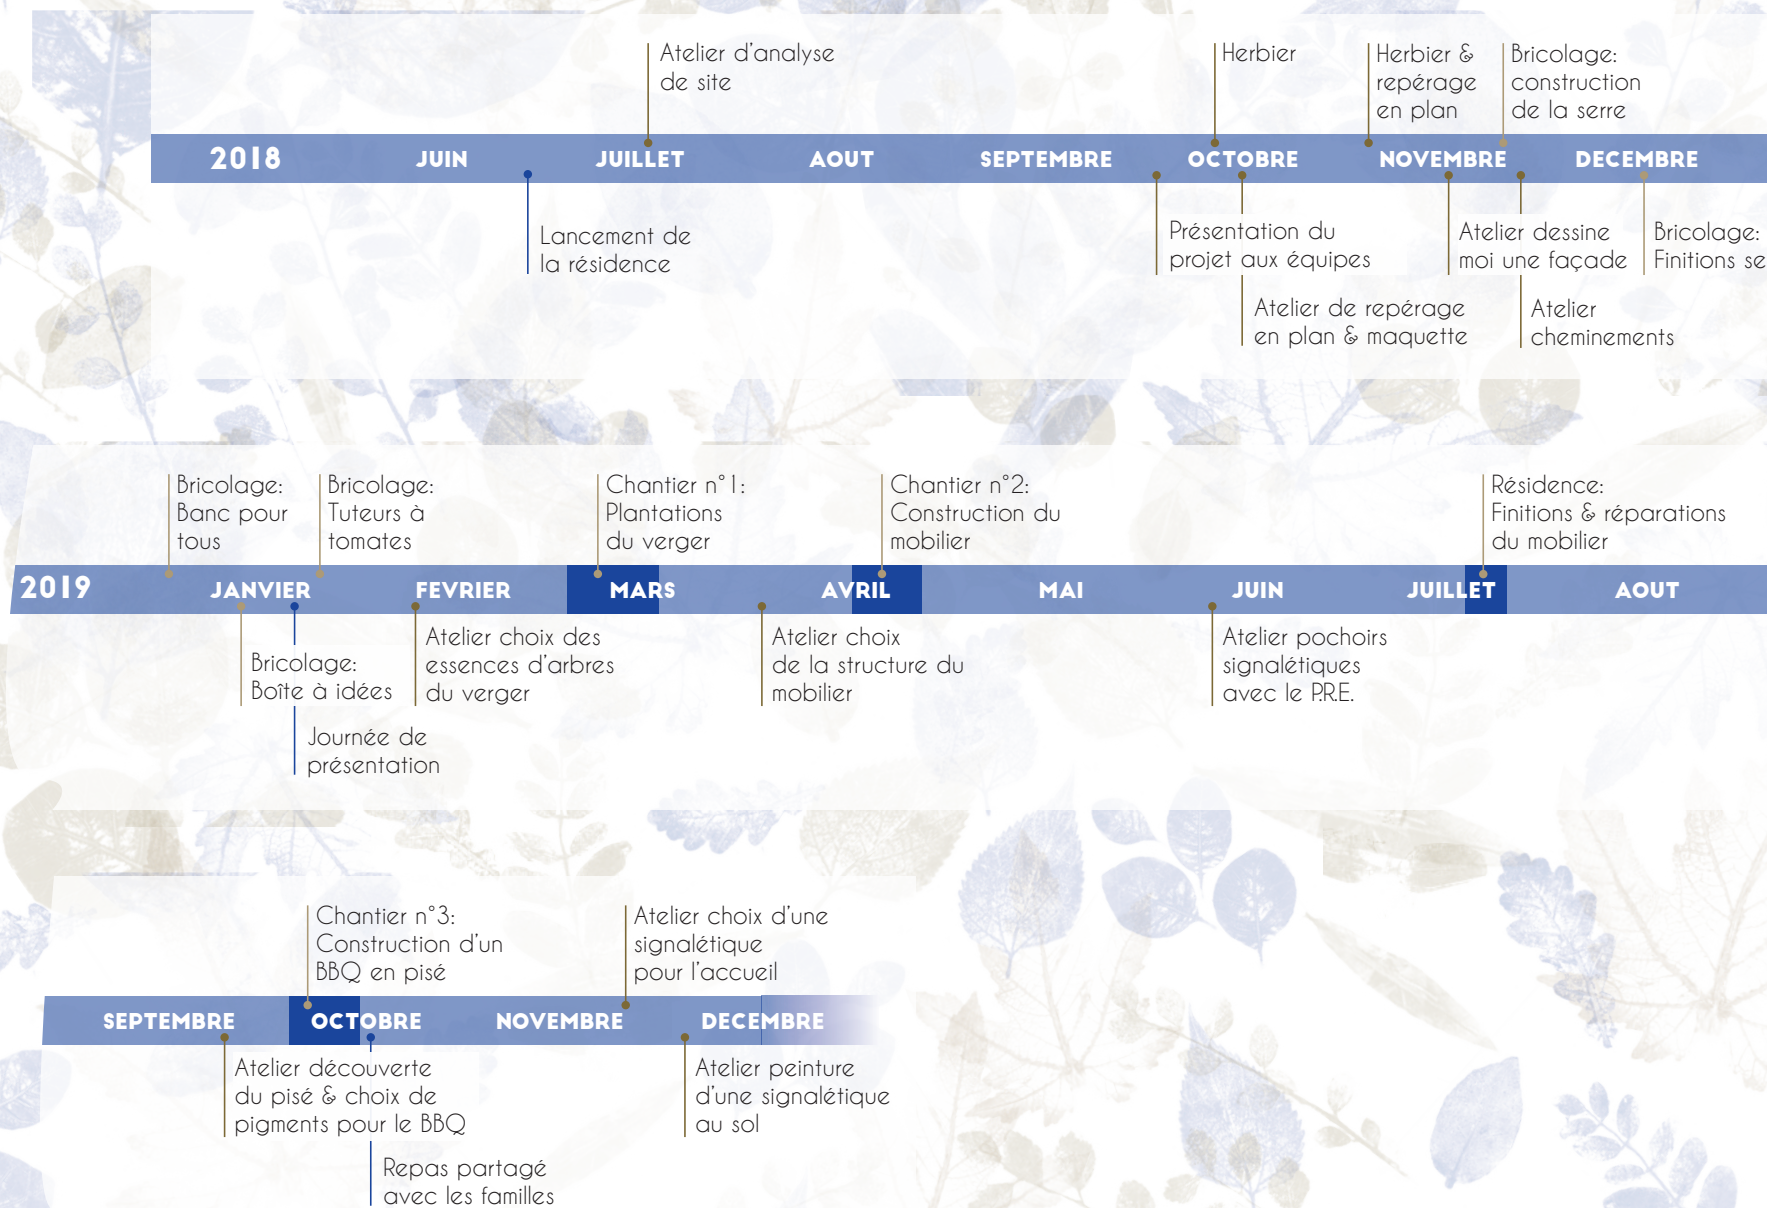 Atelier d'analyse
de site
Herbier
Herbier &
repérage
en plan
Bricolage:
construction
de la serre
2018 JUIN JUILLET AOUT SEPTEMBRE OCTOBRE NOVEMBRE DECEMBRE
Lancement de
la résidence
Présentation du
projet aux équipes
Atelier de repérage
en plan & maquette
Atelier dessine
moi une façade
Atelier
cheminements
Bricolage:
Finitions se
Bricolage:
Banc pour
tous
Bricolage:
Tuteurs à
tomates
Chantier n°1:
Plantations
du verger
Chantier n°2:
Construction du
mobilier
Résidence:
Finitions & réparations
du mobilier
2019 JANVIER FEVRIER MARS AVRIL MAI JUIN JUILLET AOUT
Bricolage:
Boîte à idées
Journée de
présentation
Atelier choix des
essences d'arbres
du verger
Atelier choix
de la structure du
mobilier
Atelier pochoirs
signalétiques
avec le P.R.E.
Chantier n°3:
Construction d'un
BBQ en pisé
Atelier choix d'une
signalétique
pour l'accueil
SEPTEMBRE OCTOBRE NOVEMBRE DECEMBRE
Atelier découverte
du pisé & choix de
pigments pour le BBQ
Repas partagé
avec les familles
Atelier peinture
d'une signalétique
au sol